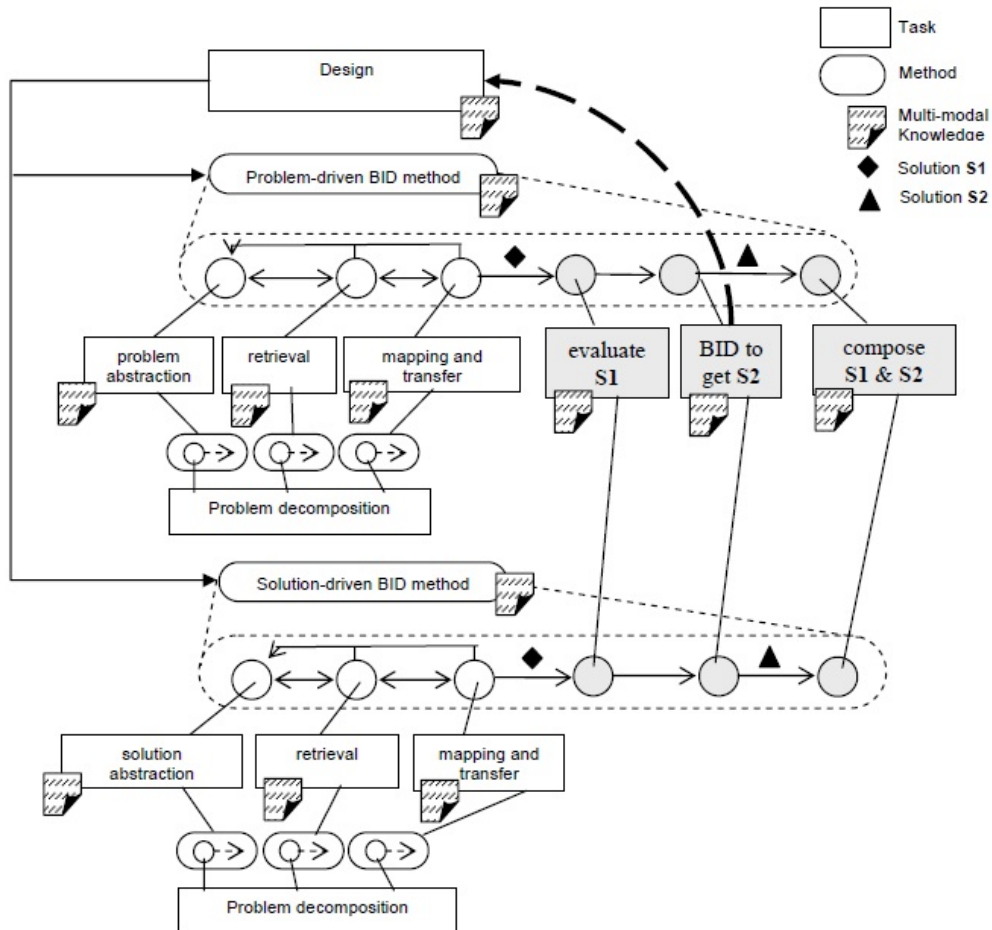 Task
Design
Method
Multi-modal
Knowledge
Problem-driven BID method
Solution S1
Solution S2
problem
abstraction
retrieval
mapping and
transfer
evaluate
S1
BID to
get S2
compose
S1 & S2
Problem decomposition
Solution-driven BID method
solution
abstraction
retrieval
mapping and
transfer
Problem decomposition